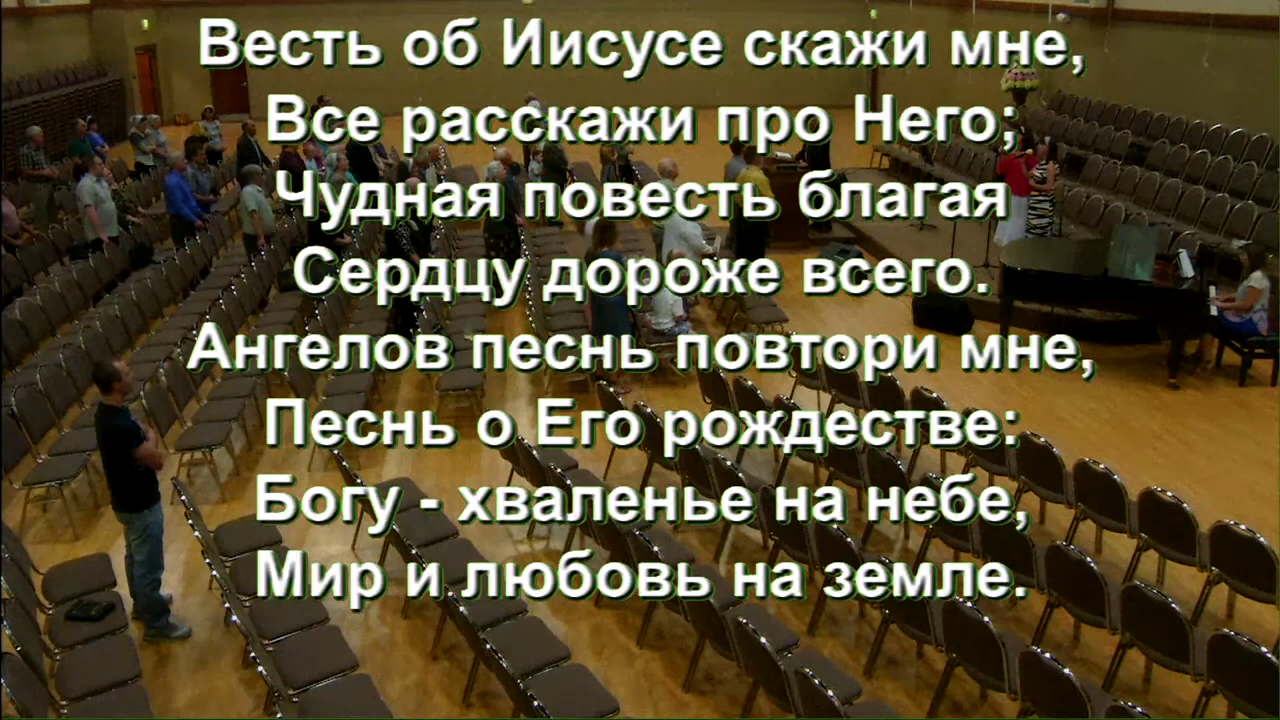 Весть об Иисусе скажи мне,
Все расскажи про Него;
Чудная повесть благая
Сердцу дороже всего.
Ангелов песнь повтори мне,
Песнь о Его рождестве:
Богу - хваленье на небе,
Мир и любовь на земле.